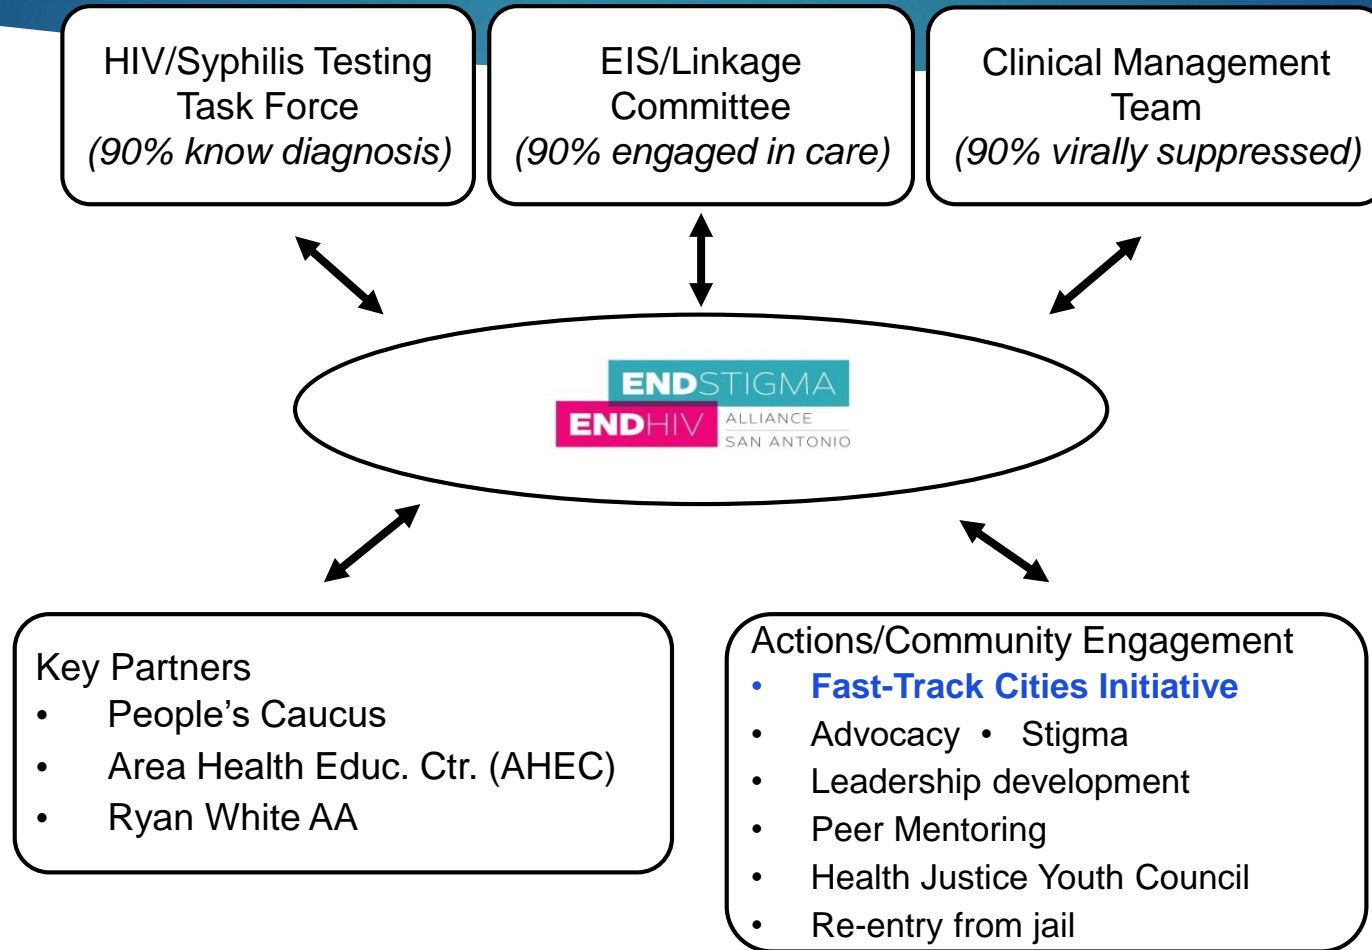 HIV/Syphilis Testing
Task Force
(90% know diagnosis)
EIS/Linkage
Committee
(90% engaged in care)
Clinical Management
Team
(90% virally suppressed)
ENDSTIGMA
ENDHIV
ALLIANCE
SAN ANTONIO
Key Partners
• People’s Caucus
• Area Health Educ. Ctr. (AHEC)
• Ryan White AA
Actions/Community Engagement
• Fast-Track Cities Initiative
• Advocacy • Stigma
• Leadership development
• Peer Mentoring
• Health Justice Youth Council
• Re-entry from jail